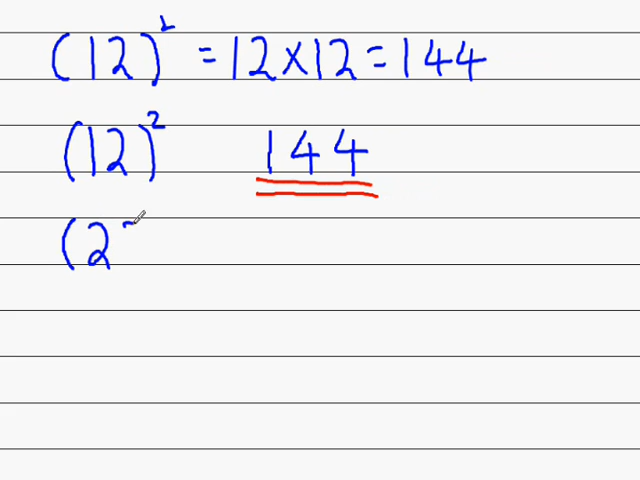 (12)² = 12 × 12 = 144
(12)² 144
(2